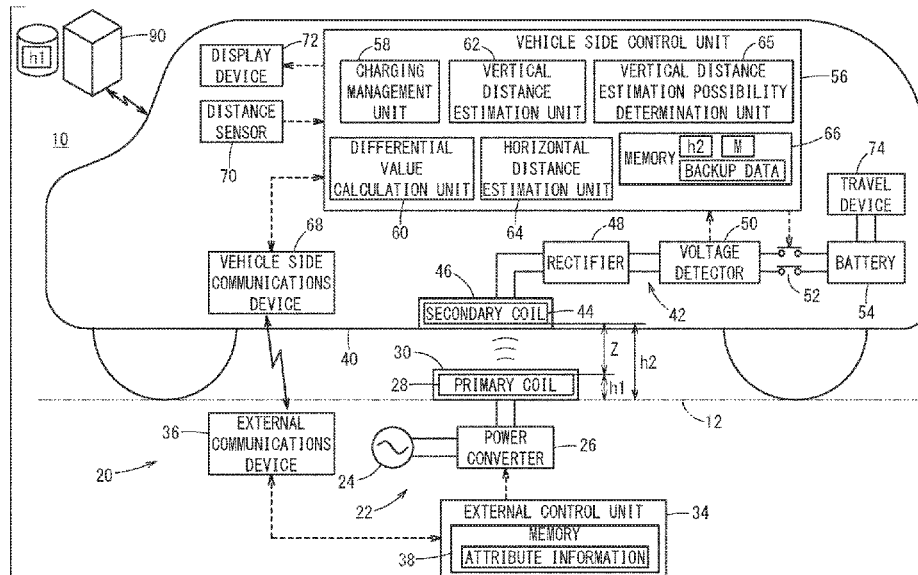 90
72
58
62
VEHICLE SIDE CONTROL UNIT
65
h1
DISPLAY
DEVICE
CHARGING
MANAGEMENT
UNIT
VERTICAL
DISTANCE
ESTIMATION UNIT
VERTICAL DISTANCE
ESTIMATION POSSIBILITY
DETERMINATION UNIT
56
DISTANCE
SENSOR
10
70
DIFFERENTIAL
VALUE
CALCULATION UNIT
HORIZONTAL
DISTANCE
ESTIMATION UNIT
MEMORY
h2
M
BACKUP DATA
66
74
TRAVEL
DEVICE
60
64
68
48
50
VEHICLE SIDE
COMMUNICATIONS
DEVICE
46
RECTIFIER
VOLTAGE
DETECTOR
BATTERY
SECONDARY COIL
44
42
52
54
40
30
Z
h2
28
PRIMARY COIL
h1
12
36
EXTERNAL
COMMUNICATIONS
DEVICE
POWER
CONVERTER
26
20
24
22
EXTERNAL CONTROL UNIT
34
MEMORY
38
ATTRIBUTE INFORMATION